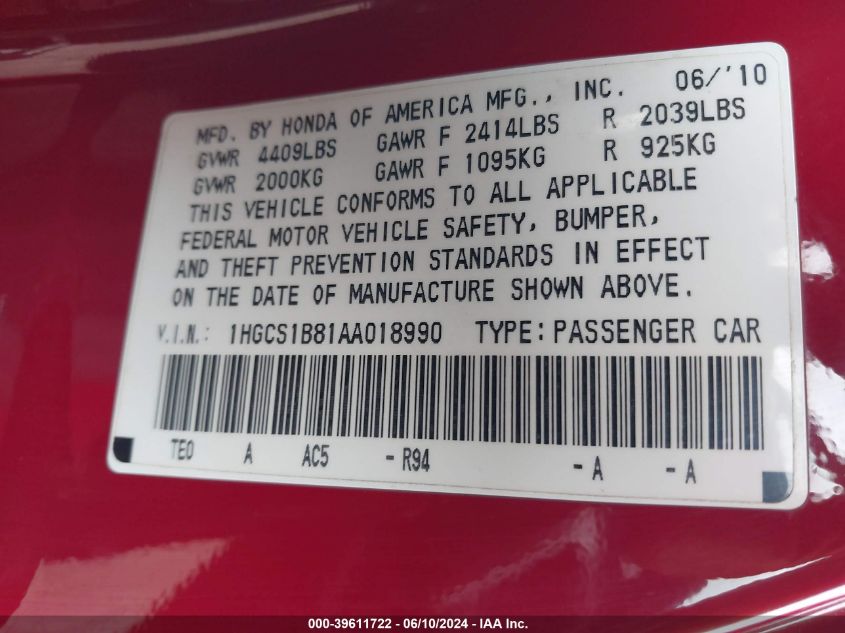 MFD. BY HONDA OF AMERICA MFG., INC. 06/'10
GVWR 4409LBS GAWR F 2414LBS R 2039LBS
GVWR 2000KG GAWR F 1095KG R 925KG
THIS VEHICLE CONFORMS TO ALL APPLICABLE
FEDERAL MOTOR VEHICLE SAFETY, BUMPER,
AND THEFT PREVENTION STANDARDS IN EFFECT
ON THE DATE OF MANUFACTURE SHOWN ABOVE.
V.I.N.: 1HGCS1B81AA018990 TYPE: PASSENGER CAR
TE0 A AC5 - R94 - A - A
000-39611722 - 06/10/2024 - IAA Inc.